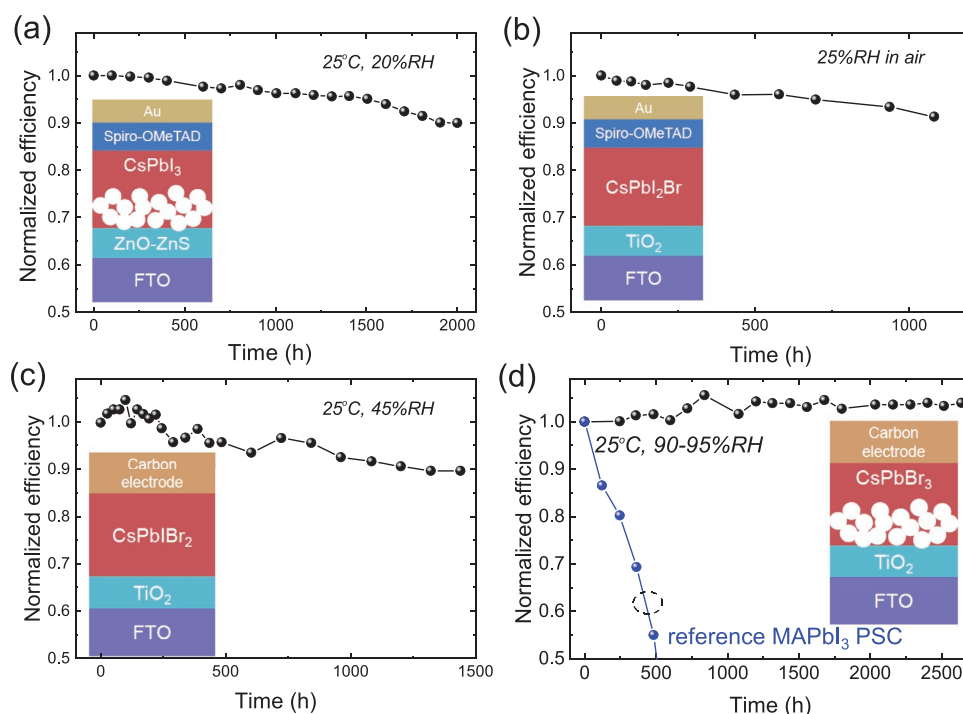 (a)
25°C, 20%RH
Normalized efficiency
1.0
0.9
0.8
0.7
0.6
0.5
Au
Spiro-OMeTAD
CsPbI₃
ZnO-ZnS
FTO
0 500 1000 1500 2000
Time (h)
(b)
25%RH in air
Normalized efficiency
1.0
0.9
0.8
0.7
0.6
0.5
Au
Spiro-OMeTAD
CsPbI₂Br
TiO₂
FTO
0 500 1000
Time (h)
(c)
25°C, 45%RH
Normalized efficiency
1.0
0.9
0.8
0.7
0.6
0.5
Carbon
electrode
CsPbIBr₂
TiO₂
FTO
0 300 600 900 1200 1500
Time (h)
(d)
25°C, 90-95%RH
Normalized efficiency
1.0
0.9
0.8
0.7
0.6
0.5
Carbon
electrode
CsPbBr₃
TiO₂
FTO
reference MAPbI₃ PSC
0 500 1000 1500 2000 2500
Time (h)